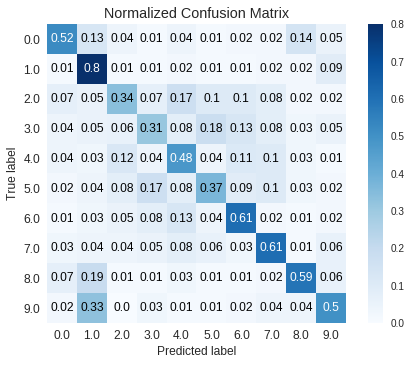 Normalized Confusion Matrix
0.0 0.52 0.13 0.04 0.01 0.04 0.01 0.02 0.02 0.14 0.05
1.0 0.01 0.8 0.01 0.01 0.02 0.01 0.01 0.02 0.02 0.09
2.0 0.07 0.05 0.34 0.07 0.17 0.1 0.1 0.08 0.02 0.02
3.0 0.04 0.05 0.06 0.31 0.08 0.18 0.13 0.08 0.03 0.05
4.0 0.04 0.03 0.12 0.04 0.48 0.04 0.11 0.1 0.03 0.01
5.0 0.02 0.04 0.08 0.17 0.08 0.37 0.09 0.1 0.03 0.02
6.0 0.01 0.03 0.05 0.08 0.13 0.04 0.61 0.02 0.01 0.02
7.0 0.03 0.04 0.04 0.05 0.08 0.06 0.03 0.61 0.01 0.06
8.0 0.07 0.19 0.01 0.01 0.03 0.01 0.01 0.02 0.59 0.06
9.0 0.02 0.33 0.0 0.03 0.01 0.01 0.02 0.04 0.04 0.5
0.0 1.0 2.0 3.0 4.0 5.0 6.0 7.0 8.0 9.0
Predicted label
True label
0.8
0.7
0.6
0.5
0.4
0.3
0.2
0.1
0.0